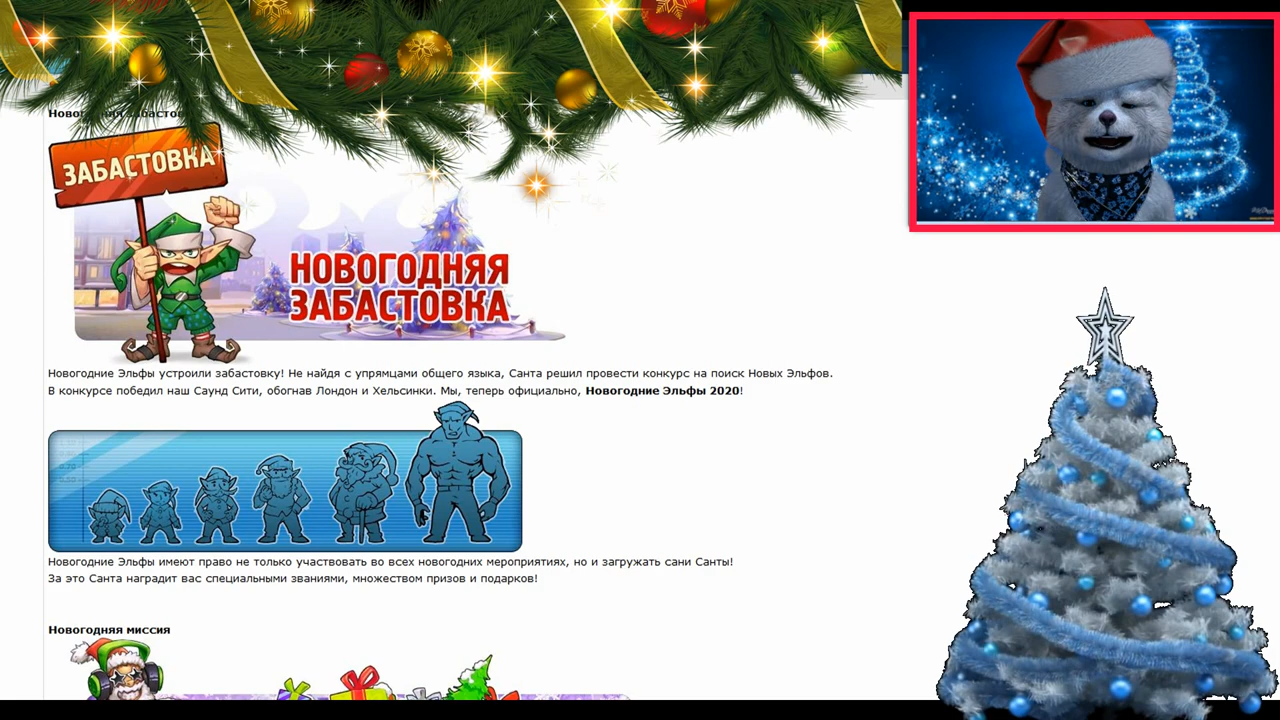 Новогодняя забастовка
ЗАБАСТОВКА
НОВОГОДНЯЯ
ЗАБАСТОВКА
Новогодние Эльфы устроили забастовку! Не найдя с упрямцами общего языка, Санта решил провести конкурс на поиск Новых Эльфов.
В конкурсе победил наш Саунд Сити, обогнав Лондон и Хельсинки. Мы, теперь официально, Новогодние Эльфы 2020!
Новогодние Эльфы имеют право не только участвовать во всех новогодних мероприятиях, но и загружать сани Санты!
За это Санта наградит вас специальными званиями, множеством призов и подарков!
Новогодняя миссия